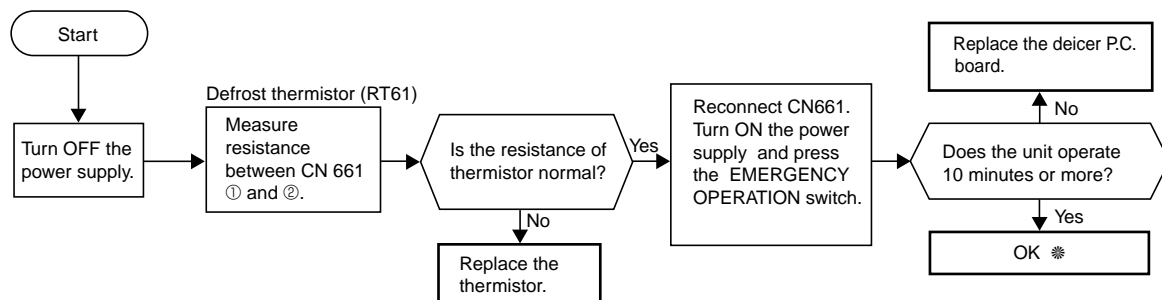 Start
Turn OFF the
power supply.
Defrost thermistor (RT61)
Measure
resistance
between CN 661
① and ②.
Is the resistance of
thermistor normal?
Yes
No
Replace the
thermistor.
Reconnect CN661.
Turn ON the power
supply and press
the EMERGENCY
OPERATION switch.
Does the unit operate
10 minutes or more?
No
Replace the deicer P.C.
board.
Yes
OK ※